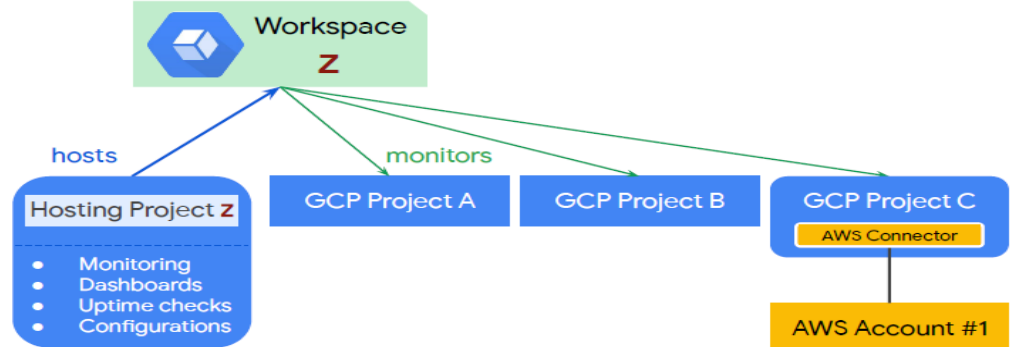 Workspace
Z
hosts
monitors
Hosting Project Z
Monitoring
Dashboards
Uptime checks
Configurations
GCP Project A
GCP Project B
GCP Project C
AWS Connector
AWS Account #1